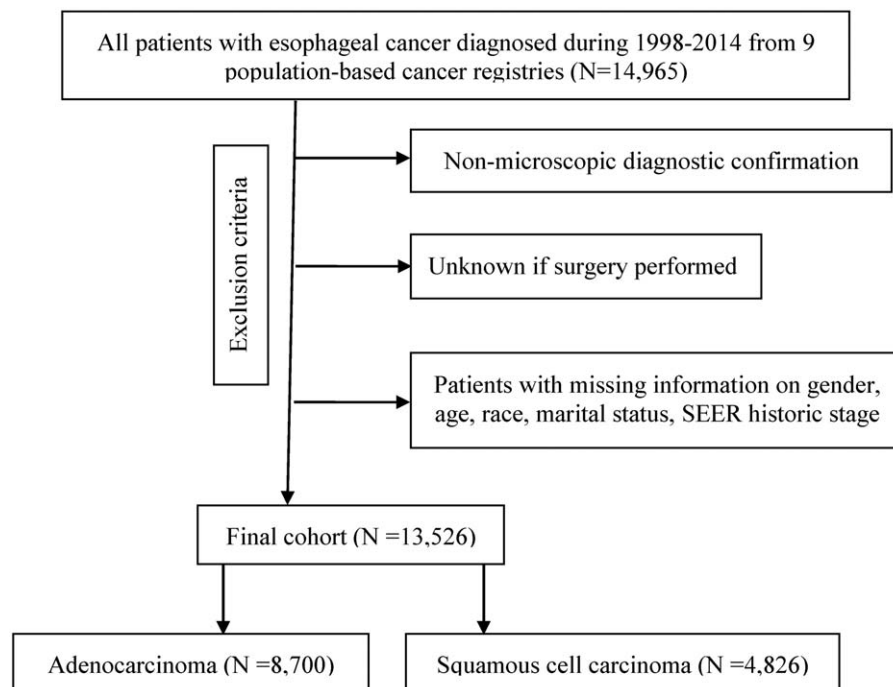 All patients with esophageal cancer diagnosed during 1998-2014 from 9
population-based cancer registries (N=14,965)
Exclusion criteria
Non-microscopic diagnostic confirmation
Unknown if surgery performed
Patients with missing information on gender,
age, race, marital status, SEER historic stage
Final cohort (N =13,526)
Adenocarcinoma (N =8,700)
Squamous cell carcinoma (N =4,826)